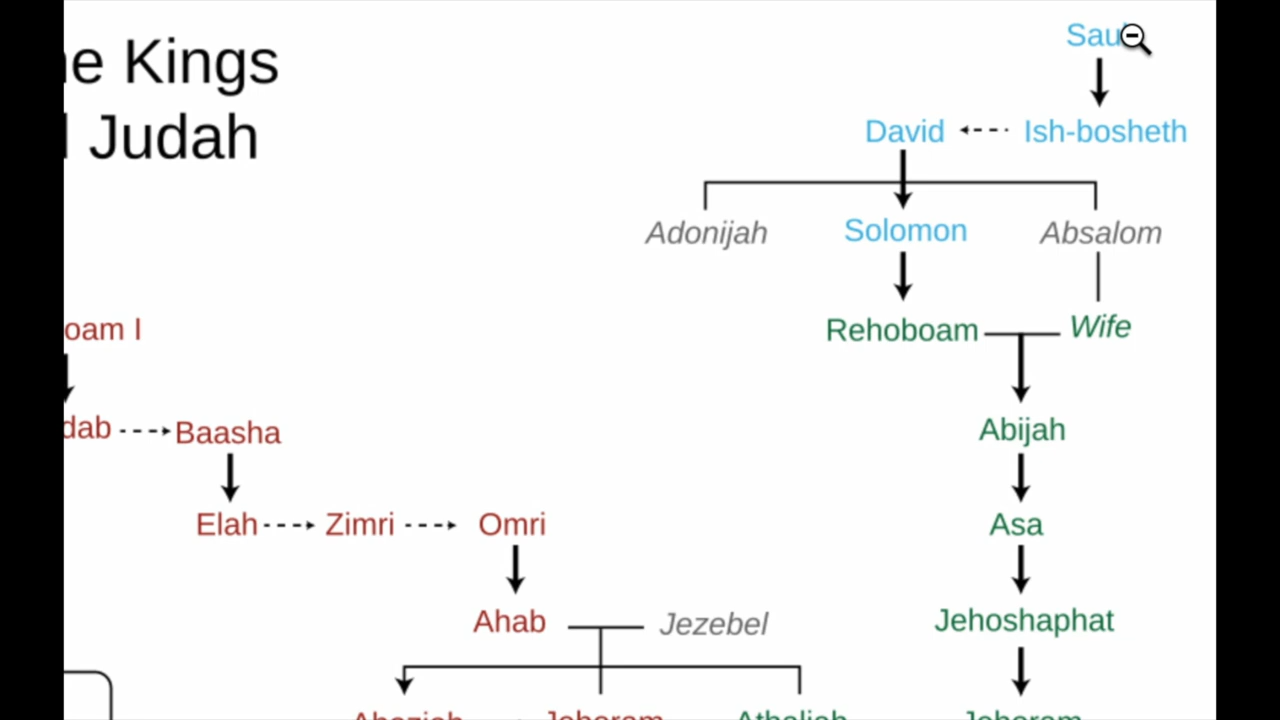 e Kings
Judah
Sau
David Ish-bosheth
Adonijah Solomon Absalom
oam I Rehoboam Wife
dab Baasha Abijah
Elah Zimri Omri Asa
Ahab Jezebel Jehoshaphat